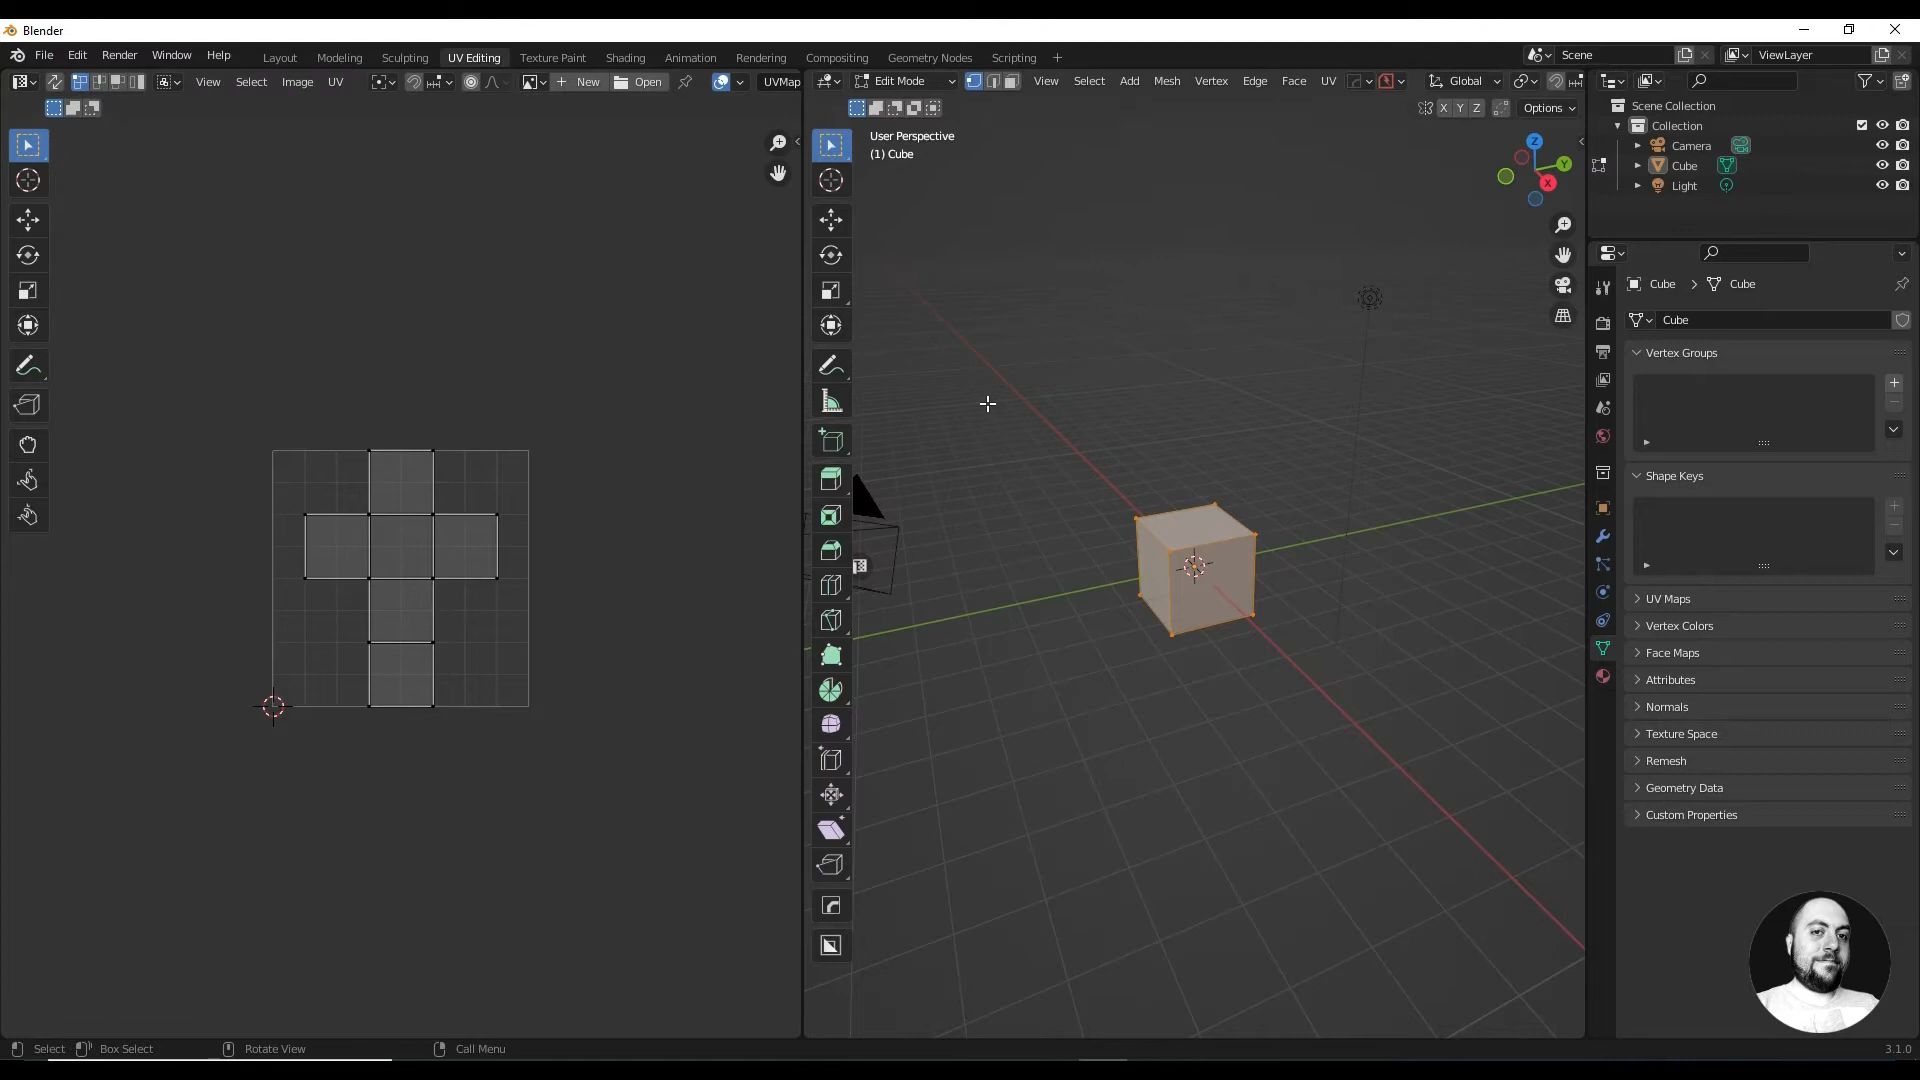 Blender
File Edit Render Window Help
Layout Modeling Sculpting UV Editing Texture Paint Shading Animation Rendering Compositing Geometry Nodes Scripting +
Scene
ViewLayer
View Select Image UV
New Open
UVMap
Edit Mode
View Select Add Mesh Vertex Edge Face UV
Global
X Y Z
Options
User Perspective
(1) Cube
Z
Y
X
Scene Collection
Collection
Camera
Cube
Light
Cube > Cube
Cube
Vertex Groups
Shape Keys
UV Maps
Vertex Colors
Face Maps
Attributes
Normals
Texture Space
Remesh
Geometry Data
Custom Properties
Select Box Select Rotate View Call Menu
3.1.0